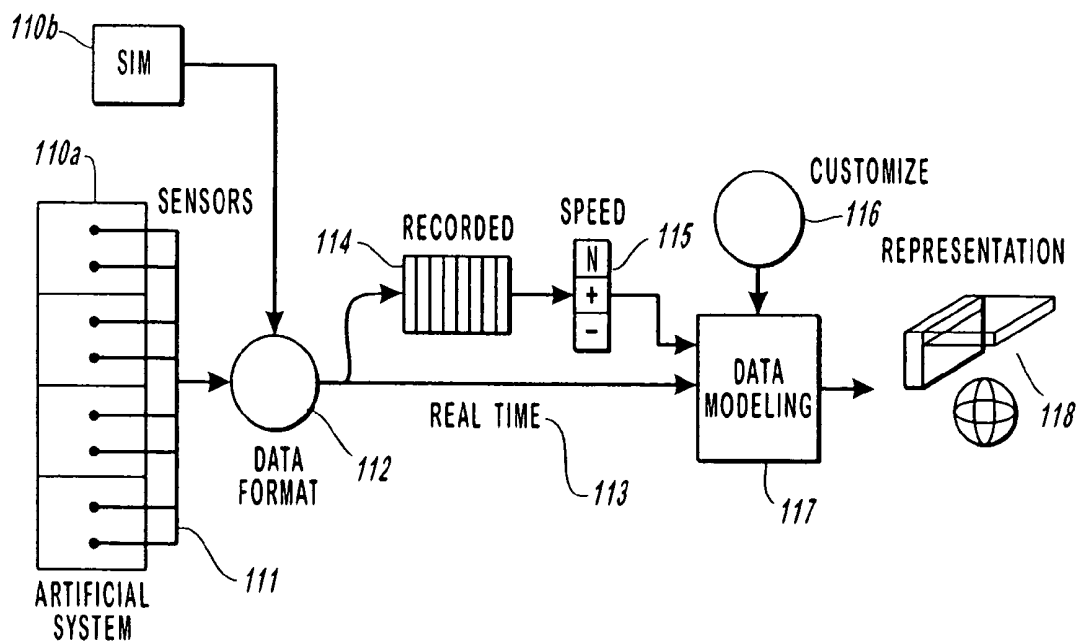 110b
SIM
110a
SENSORS
CUSTOMIZE
116
SPEED
115
N
+
-
RECORDED
114
REPRESENTATION
DATA
MODELING
118
REAL TIME
113
112
DATA
FORMAT
117
111
ARTIFICIAL
SYSTEM